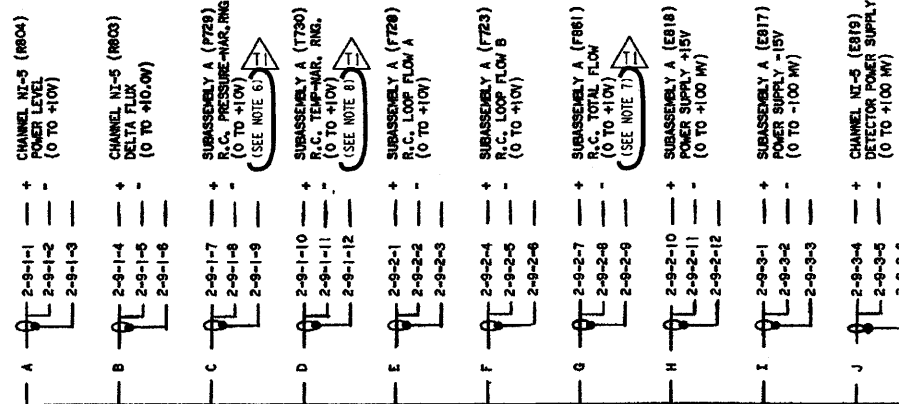 A
2-9-1-1 + CHANNEL NI-5 (R804)
2-9-1-2 - POWER LEVEL
2-9-1-3 (0 TO +10V)
B
2-9-1-4 + CHANNEL NI-5 (R803)
2-9-1-5 - DELTA FLUX
2-9-1-6 (0 TO +10.0V)
C
2-9-1-7 + SUBASSEMBLY A (P729)
2-9-1-8 - R.C. PRESSURE-NAR.RNG
2-9-1-9 (0 TO +10V)
(SEE NOTE 6) T1
D
2-9-1-10 + SUBASSEMBLY A (T730)
2-9-1-11 - R.C. TEMP-NAR. RNG.
2-9-1-12 (0 TO +10V)
(SEE NOTE 8) T1
E
2-9-2-1 + SUBASSEMBLY A (F728)
2-9-2-2 - R.C. LOOP FLOW A
2-9-2-3 (0 TO +10V)
F
2-9-2-4 + SUBASSEMBLY A (F723)
2-9-2-5 - R.C. LOOP FLOW B
2-9-2-6 (0 TO +10V)
G
2-9-2-7 + SUBASSEMBLY A (F861)
2-9-2-8 - R.C. TOTAL FLOW
2-9-2-9 (0 TO +10V)
(SEE NOTE 7) T1
H
2-9-2-10 + SUBASSEMBLY A (E818)
2-9-2-11 - POWER SUPPLY +15V
2-9-2-12 (0 TO +100 MV)
I
2-9-3-1 + SUBASSEMBLY A (E817)
2-9-3-2 - POWER SUPPLY -15V
2-9-3-3 (0 TO -100 MV)
J
2-9-3-4 + CHANNEL NI-5 (E819)
2-9-3-5 - DETECTOR POWER SUPPLY
(0 TO +100 MV)